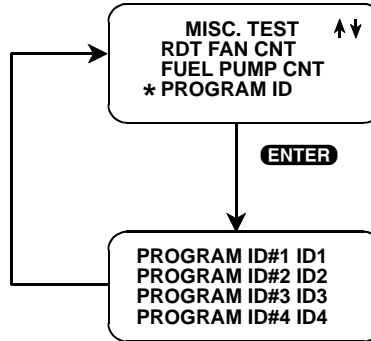 MISC. TEST
RDT FAN CNT
FUEL PUMP CNT
* PROGRAM ID
ENTER
PROGRAM ID#1 ID1
PROGRAM ID#2 ID2
PROGRAM ID#3 ID3
PROGRAM ID#4 ID4